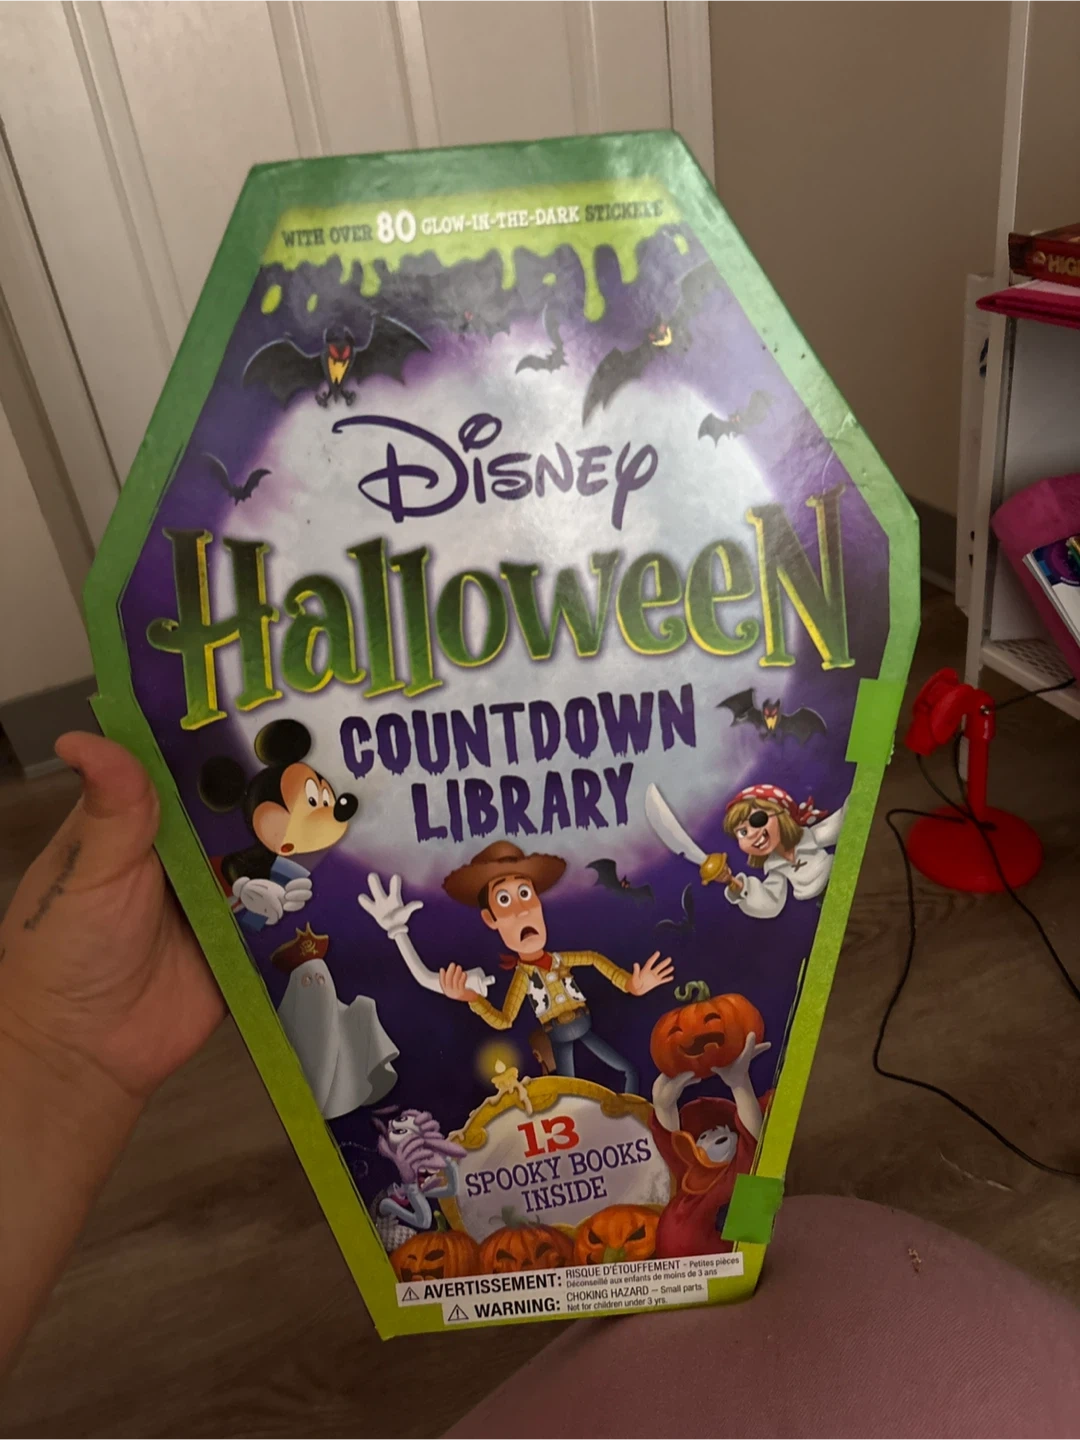 WITH OVER 80 GLOW-IN-THE-DARK STICKERS
DISNEY
HalloweeN
COUNTDOWN
LIBRARY
13
SPOOKY BOOKS
INSIDE
AVERTISSEMENT: RISQUE D'ÉTOUFFEMENT - Petites pièces
Déconseillé aux enfants de moins de 3 ans
WARNING: CHOKING HAZARD — Small parts.
Not for children under 3 yrs.
HIG